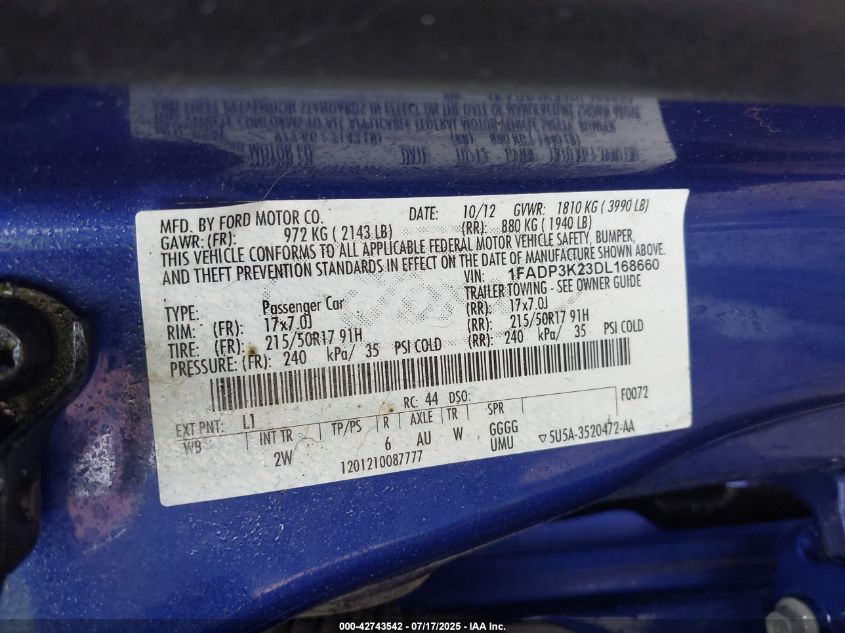 MFD. BY FORD MOTOR CO. DATE: 10/12 GVWR: 1810 KG ( 3990 LB)
GAWR: (FR): 972 KG ( 2143 LB) (RR): 880 KG ( 1940 LB)
THIS VEHICLE CONFORMS TO ALL APPLICABLE FEDERAL MOTOR VEHICLE SAFETY, BUMPER,
AND THEFT PREVENTION STANDARDS IN EFFECT ON THE DATE OF MANUFACTURE SHOWN ABOVE.
VIN: 1FADP3K23DL168660
TYPE: Passenger Car TRAILER TOWING - SEE OWNER GUIDE
RIM: (FR): 17x7.0J (RR): 17x7.0J
TIRE: (FR): 215/50R17 91H (RR): 215/50R17 91H
PRESSURE: (FR): 240 kPa/ 35 PSI COLD (RR): 240 kPa/ 35 PSI COLD
EXT PNT: L1 RC: 44 DSO: F0072
WB INT TR TP/PS R AXLE TR SPR
2W 6 AU W GGGG
UMU ▽5U5A-3520472-AA
1201210087777
000-42743542 - 07/17/2025 - IAA Inc.